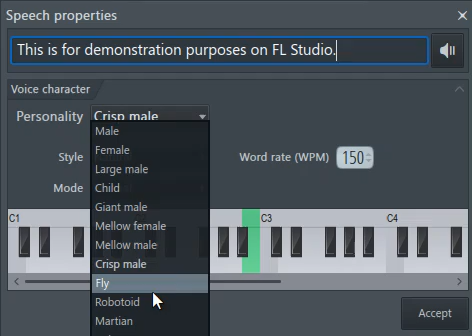 Speech properties
This is for demonstration purposes on FL Studio.
Voice character
Personality Crisp male
Male
Female
Style Large male Word rate (WPM) 150
Mode Child
Giant male
C1 Mellow female C3 C4
Mellow male
Crisp male
Fly
Robotoid
Martian
Accept